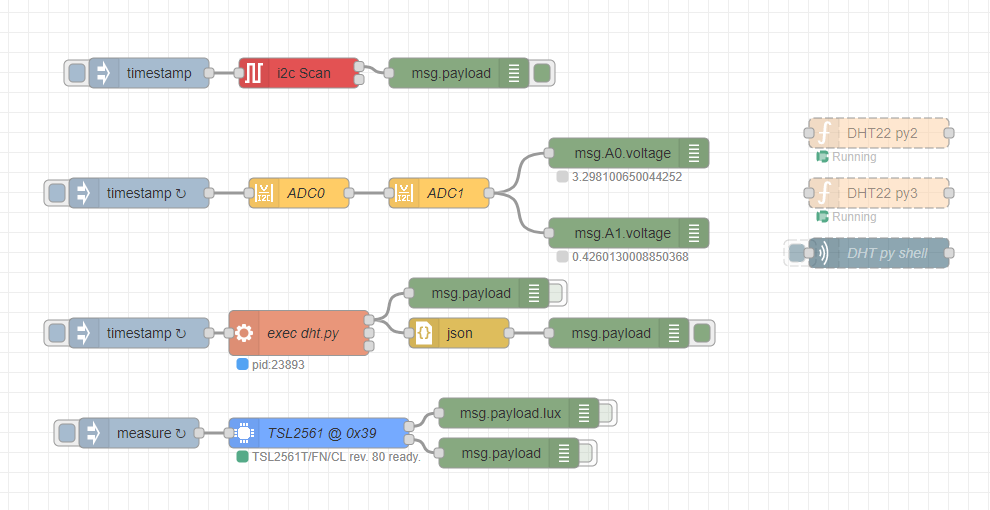 timestamp
i2c Scan
msg.payload
DHT22 py2
Running
msg.A0.voltage
3.298100650044252
timestamp ↻
ADC0
ADC1
DHT22 py3
Running
msg.A1.voltage
0.4260130008850368
DHT py shell
msg.payload
timestamp ↻
exec dht.py
json
msg.payload
pid:23893
msg.payload.lux
measure ↻
TSL2561 @ 0x39
msg.payload
TSL2561T/FN/CL rev. 80 ready.